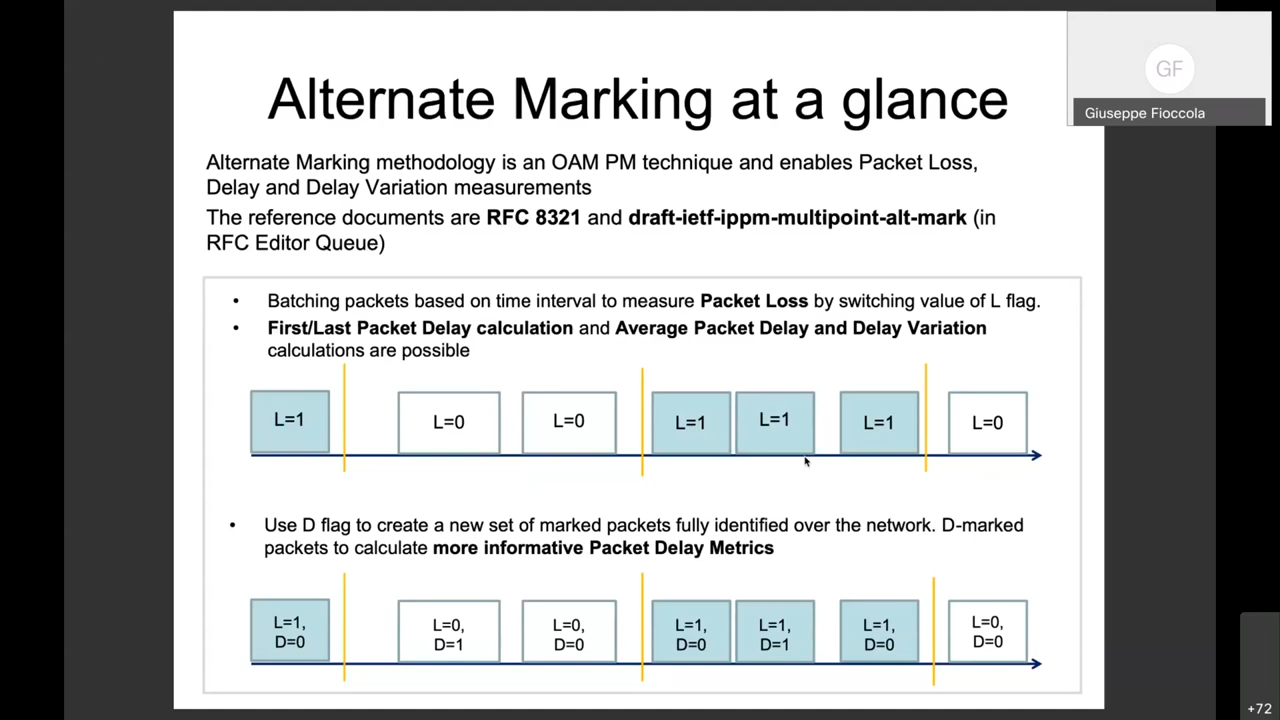 GF
Giuseppe Fioccola
Alternate Marking at a glance
Alternate Marking methodology is an OAM PM technique and enables Packet Loss,
Delay and Delay Variation measurements
The reference documents are RFC 8321 and draft-ietf-ippm-multipoint-alt-mark (in
RFC Editor Queue)
• Batching packets based on time interval to measure Packet Loss by switching value of L flag.
• First/Last Packet Delay calculation and Average Packet Delay and Delay Variation
calculations are possible
L=1 L=0 L=0 L=1 L=1 L=1 L=0
• Use D flag to create a new set of marked packets fully identified over the network. D-marked
packets to calculate more informative Packet Delay Metrics
L=1, L=0, L=0, L=1, L=1, L=1, L=0,
D=0 D=1 D=0 D=0 D=1 D=0 D=0
+72